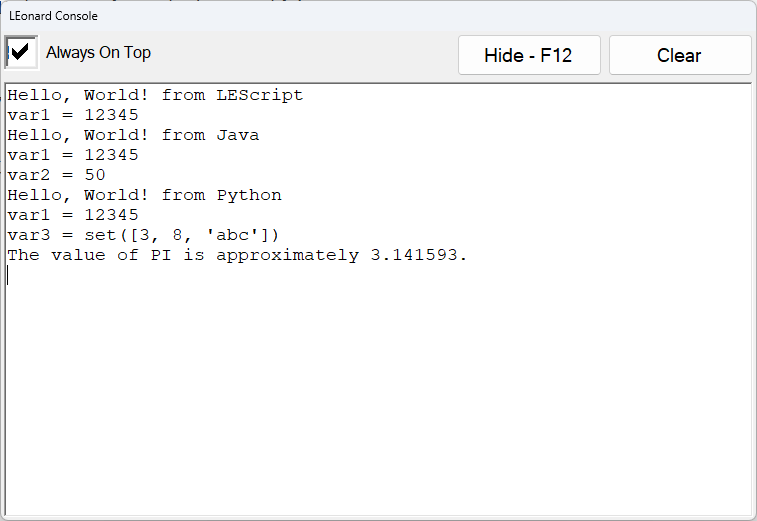 LEonard Console
Always On Top
Hide - F12
Clear
Hello, World! from LEScript
var1 = 12345
Hello, World! from Java
var1 = 12345
var2 = 50
Hello, World! from Python
var1 = 12345
var3 = set([3, 8, 'abc'])
The value of PI is approximately 3.141593.